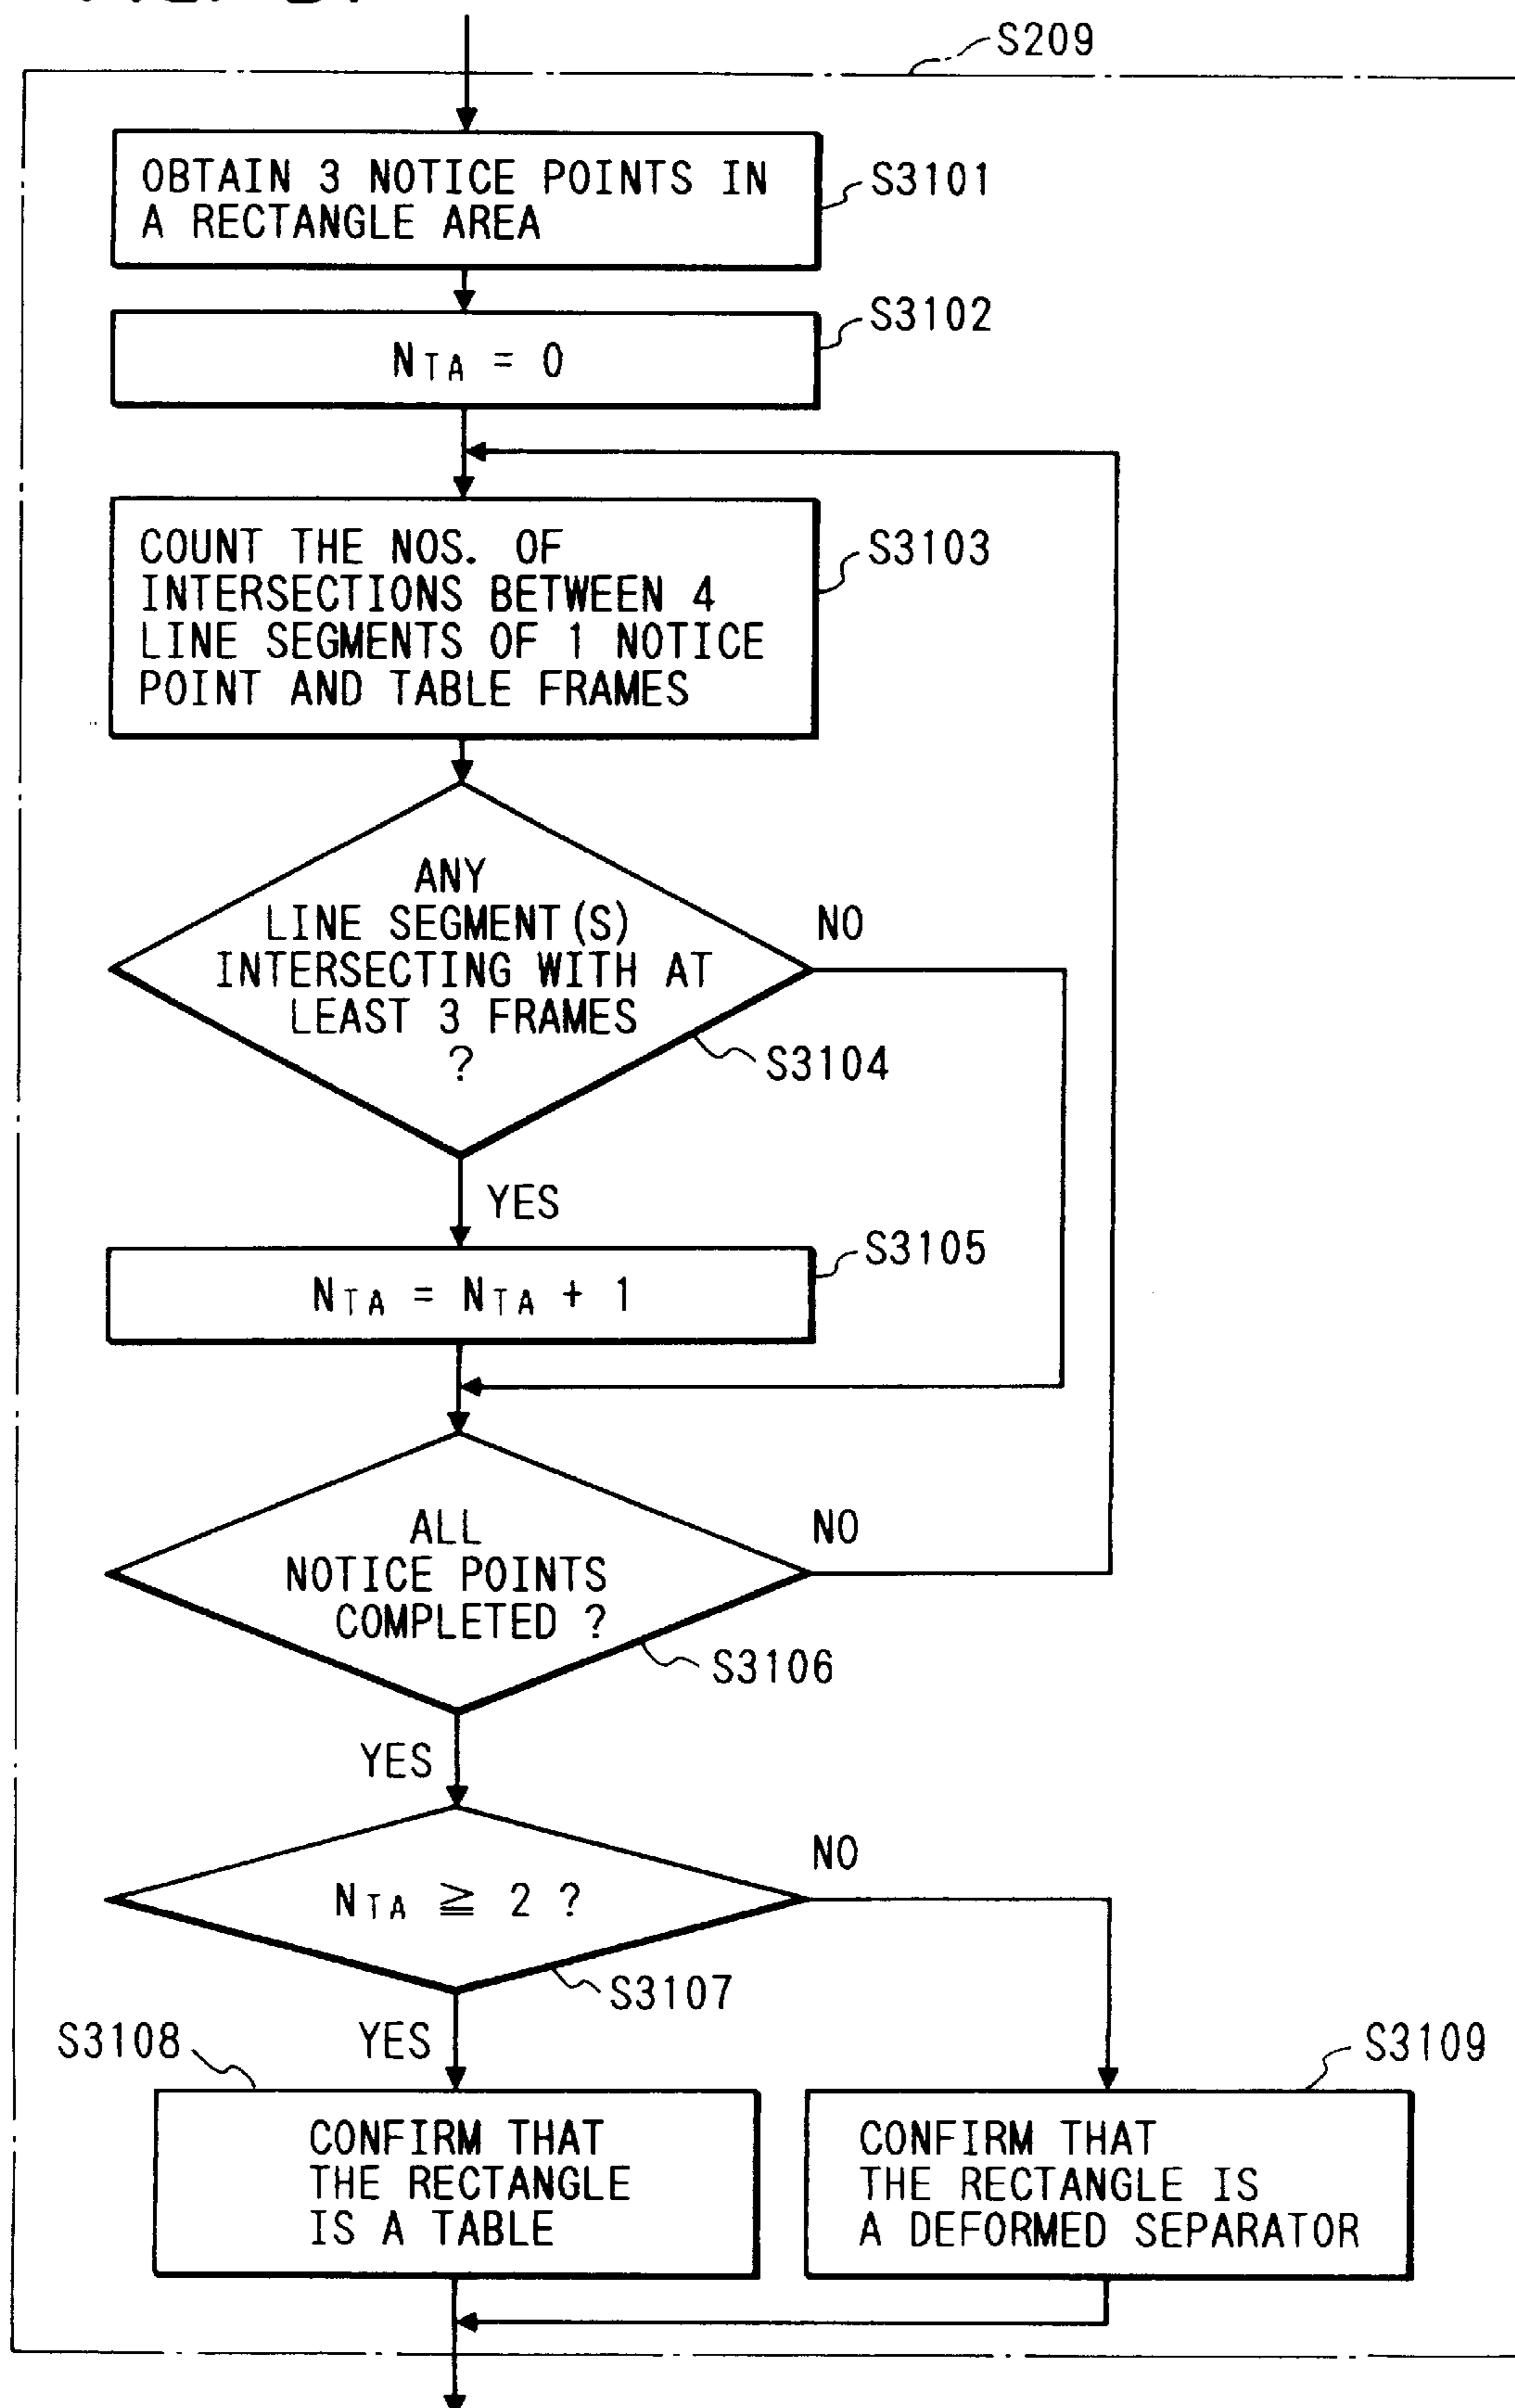 S209
OBTAIN 3 NOTICE POINTS IN
A RECTANGLE AREA
S3101
S3102
NTA = 0
COUNT THE NOS. OF
INTERSECTIONS BETWEEN 4
LINE SEGMENTS OF 1 NOTICE
POINT AND TABLE FRAMES
S3103
ANY
LINE SEGMENT(S)
INTERSECTING WITH AT
LEAST 3 FRAMES
?
NO
S3104
YES
S3105
NTA = NTA + 1
ALL
NOTICE POINTS
COMPLETED ?
NO
S3106
YES
NTA ≧ 2 ?
NO
S3107
YES
S3108
S3109
CONFIRM THAT
THE RECTANGLE
IS A TABLE
CONFIRM THAT
THE RECTANGLE IS
A DEFORMED SEPARATOR